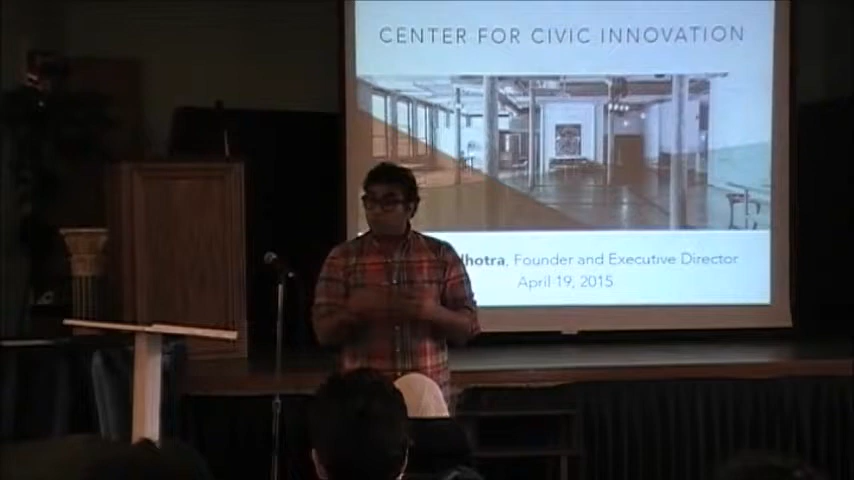 CENTER FOR CIVIC INNOVATION
lhotra, Founder and Executive Director
April 19, 2015